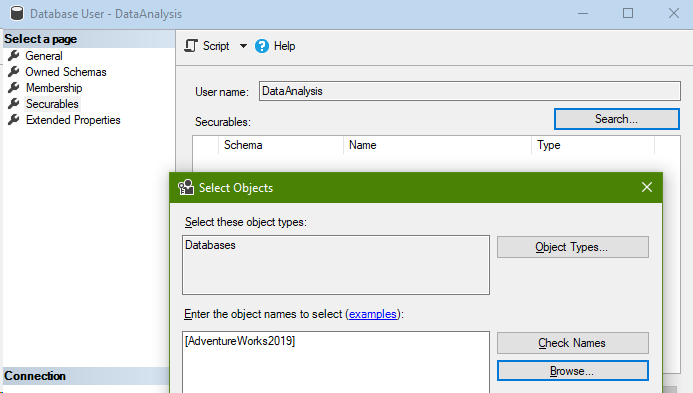 Database User - DataAnalysis
Select a page
General
Owned Schemas
Membership
Securables
Extended Properties
Connection
Script Help
User name: DataAnalysis
Securables: Search...
Schema Name Type
Select Objects
Select these object types:
Databases Object Types...
Enter the object names to select (examples):
[AdventureWorks2019] Check Names
Browse...